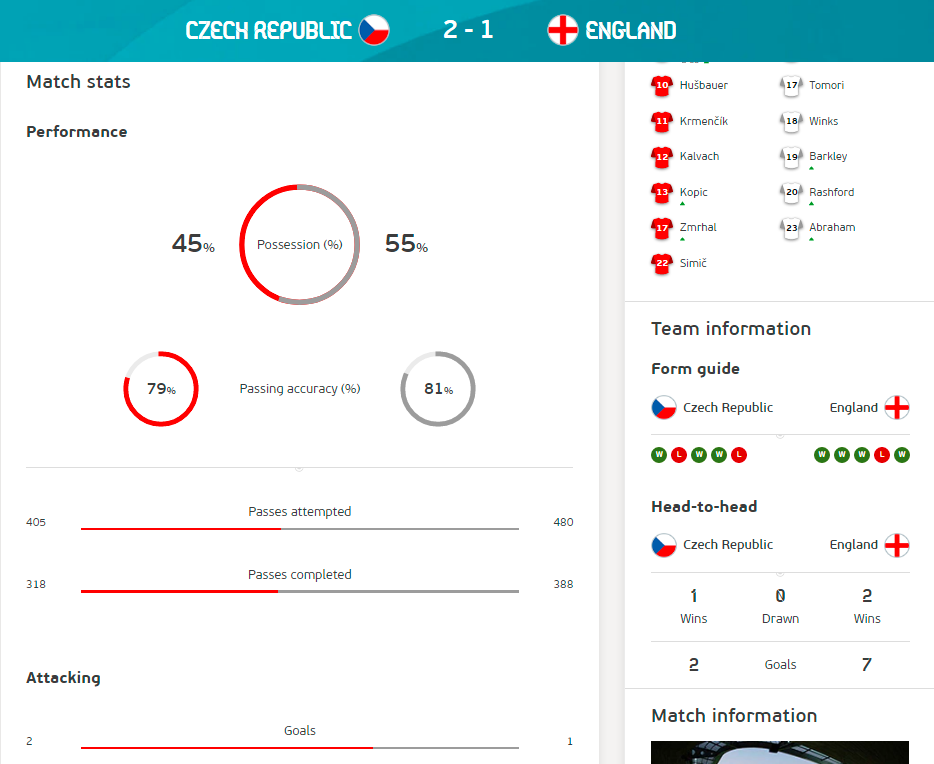 CZECH REPUBLIC 2 - 1 ENGLAND
Match stats
Performance
45% Possession (%) 55%
79% Passing accuracy (%) 81%
Passes attempted
405 480
Passes completed
318 388
Attacking
Goals
2 1
10 Hušbauer 17 Tomori
11 Krmenčík 18 Winks
12 Kalvach 19 Barkley
13 Kopic 20 Rashford
17 Zmrhal 23 Abraham
22 Simič
Team information
Form guide
Czech Republic England
W L W W L W W W L W
Head-to-head
Czech Republic England
1 0 2
Wins Drawn Wins
2 Goals 7
Match information